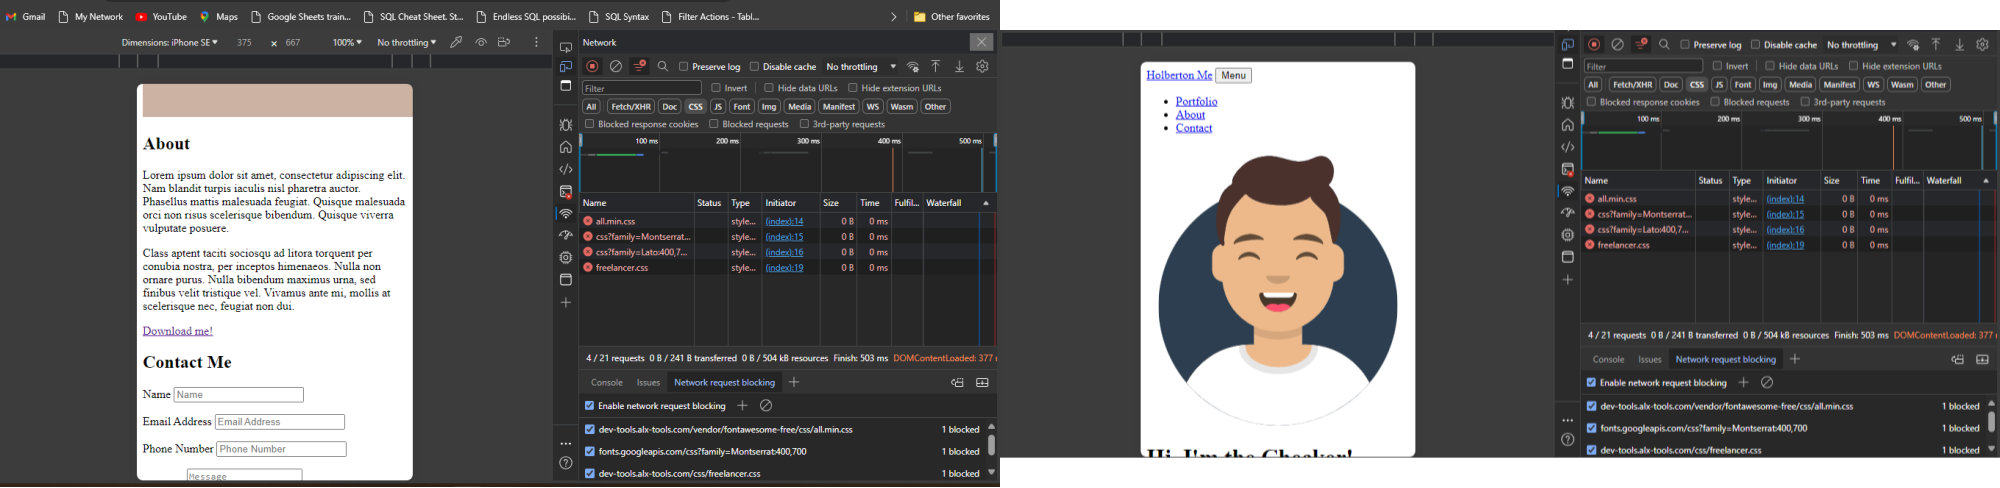 Gmail My Network YouTube Maps Google Sheets train... SQL Cheat Sheet. St... Endless SQL possibi... SQL Syntax Filter Actions - Tabl... Other favorites
Dimensions: iPhone SE 375 x 667 100% No throttling
About
Lorem ipsum dolor sit amet, consectetur adipiscing elit.
Nam blandit turpis iaculis nisl pharetra auctor.
Phasellus mattis malesuada feugiat. Quisque malesuada
orci non risus scelerisque bibendum. Quisque viverra
vulputate posuere.
Class aptent taciti sociosqu ad litora torquent per
conubia nostra, per inceptos himenaeos. Nulla non
ornare purus. Nulla bibendum maximus urna, sed
finibus velit tristique vel. Vivamus ante mi, mollis at
scelerisque nec, feugiat non dui.
Download me!
Contact Me
Name Name
Email Address Email Address
Phone Number Phone Number
Message
Network
Preserve log Disable cache No throttling
Filter Invert Hide data URLs Hide extension URLs
All Fetch/XHR Doc CSS JS Font Img Media Manifest WS Wasm Other
Blocked response cookies Blocked requests 3rd-party requests
100 ms 200 ms 300 ms 400 ms 500 ms
Name Status Type Initiator Size Time Fulfil... Waterfall
all.min.css style... (index):14 0 B 0 ms
css?family=Montserrat... style... (index):15 0 B 0 ms
css?family=Lato:400,7... style... (index):16 0 B 0 ms
freelancer.css style... (index):19 0 B 0 ms
4 / 21 requests 0 B / 241 B transferred 0 B / 504 kB resources Finish: 503 ms DOMContentLoaded: 377
Console Issues Network request blocking
Enable network request blocking
dev-tools.alx-tools.com/vendor/fontawesome-free/css/all.min.css 1 blocked
fonts.googleapis.com/css?family=Montserrat:400,700 1 blocked
dev-tools.alx-tools.com/css/freelancer.css 1 blocked
Holberton Me Menu
Portfolio
About
Contact
Hi, I'm the Checker!
Preserve log Disable cache No throttling
Filter Invert Hide data URLs Hide extension URLs
All Fetch/XHR Doc CSS JS Font Img Media Manifest WS Wasm Other
Blocked response cookies Blocked requests 3rd-party requests
100 ms 200 ms 300 ms 400 ms 500 ms
Name Status Type Initiator Size Time Fulfil... Waterfall
all.min.css style... (index):14 0 B 0 ms
css?family=Montserrat... style... (index):15 0 B 0 ms
css?family=Lato:400,7... style... (index):16 0 B 0 ms
freelancer.css style... (index):19 0 B 0 ms
4 / 21 requests 0 B / 241 B transferred 0 B / 504 kB resources Finish: 503 ms DOMContentLoaded: 377 m
Console Issues Network request blocking
Enable network request blocking
dev-tools.alx-tools.com/vendor/fontawesome-free/css/all.min.css 1 blocked
fonts.googleapis.com/css?family=Montserrat:400,700 1 blocked
dev-tools.alx-tools.com/css/freelancer.css 1 blocked